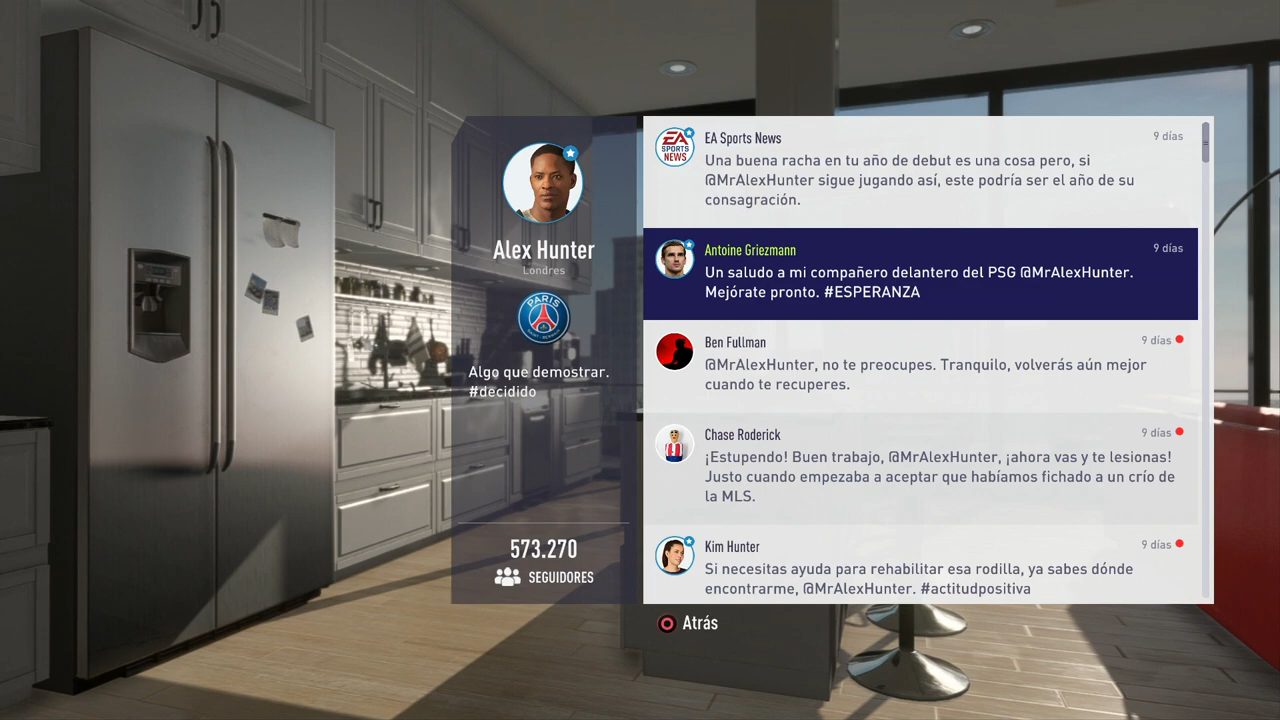 Alex Hunter
Londres
PARIS
Algo que demostrar.
#decidido
573.270
SEGUIDORES
EA SPORTS NEWS
EA Sports News
9 días
Una buena racha en tu año de debut es una cosa pero, si
@MrAlexHunter sigue jugando así, este podría ser el año de su
consagración.
Antoine Griezmann
9 días
Un saludo a mi compañero delantero del PSG @MrAlexHunter.
Mejórate pronto. #ESPERANZA
Ben Fullman
9 días
@MrAlexHunter, no te preocupes. Tranquilo, volverás aún mejor
cuando te recuperes.
Chase Roderick
9 días
¡Estupendo! Buen trabajo, @MrAlexHunter, ¡ahora vas y te lesionas!
Justo cuando empezaba a aceptar que habíamos fichado a un crío de
la MLS.
Kim Hunter
9 días
Si necesitas ayuda para rehabilitar esa rodilla, ya sabes dónde
encontrarme, @MrAlexHunter. #actitudpositiva
Atrás